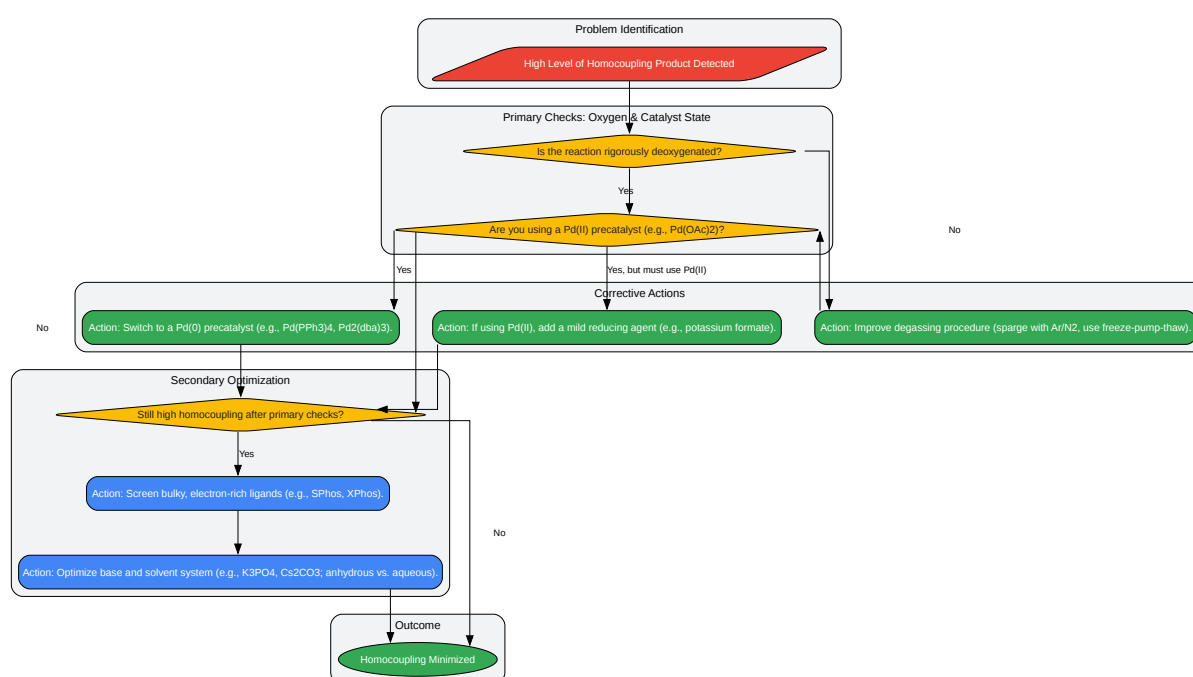 Problem Identification
High Level of Homocoupling Product Detected
Primary Checks: Oxygen & Catalyst State
Is the reaction rigorously deoxygenated?
Yes
Are you using a Pd(II) precatalyst (e.g., Pd(OAc)2)?
No
Yes
Yes, but must use Pd(II)
Corrective Actions
No
Action: Switch to a Pd(0) precatalyst (e.g., Pd(PPh3)4, Pd2(dba)3).
Action: If using Pd(II), add a mild reducing agent (e.g., potassium formate).
Action: Improve degassing procedure (sparge with Ar/N2, use freeze-pump-thaw).
Secondary Optimization
Still high homocoupling after primary checks?
Yes
Action: Screen bulky, electron-rich ligands (e.g., SPhos, XPhos).
No
Action: Optimize base and solvent system (e.g., K3PO4, Cs2CO3; anhydrous vs. aqueous).
Outcome
Homocoupling Minimized